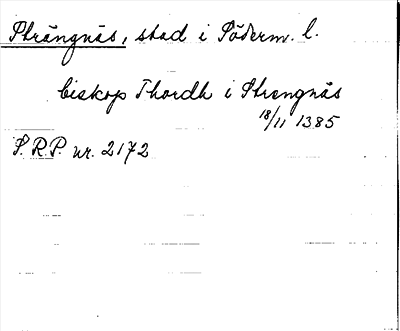 Strängnäs, stad i Söderm. l.
biskop Thordh i Strengnäs
18/11 1385
S.R.P. nr. 2172